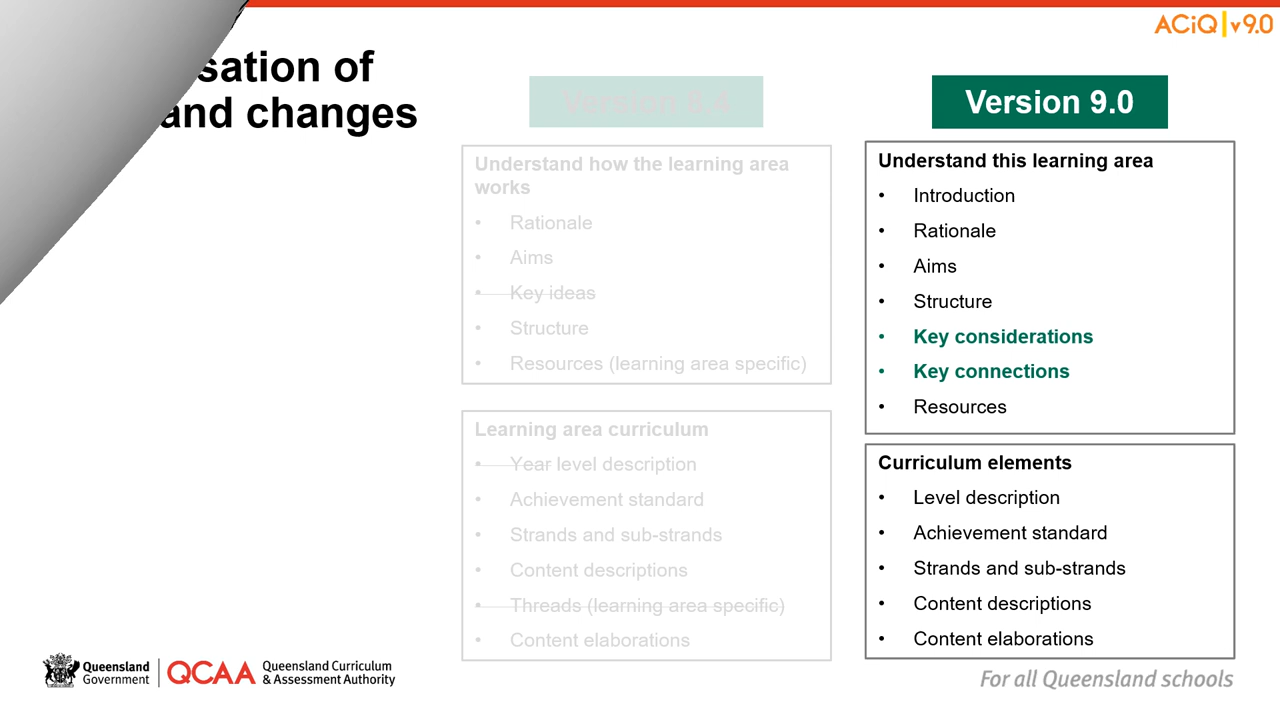 ACiQ v9.0
sation of
and changes
Version 8.4
Understand how the learning area
works
• Rationale
• Aims
• Key ideas
• Structure
• Resources (learning area specific)
Learning area curriculum
• Year level description
• Achievement standard
• Strands and sub-strands
• Content descriptions
• Threads (learning area specific)
• Content elaborations
Version 9.0
Understand this learning area
• Introduction
• Rationale
• Aims
• Structure
• Key considerations
• Key connections
• Resources
Curriculum elements
• Level description
• Achievement standard
• Strands and sub-strands
• Content descriptions
• Content elaborations
Queensland
Government
QCAA
Queensland Curriculum
& Assessment Authority
For all Queensland schools